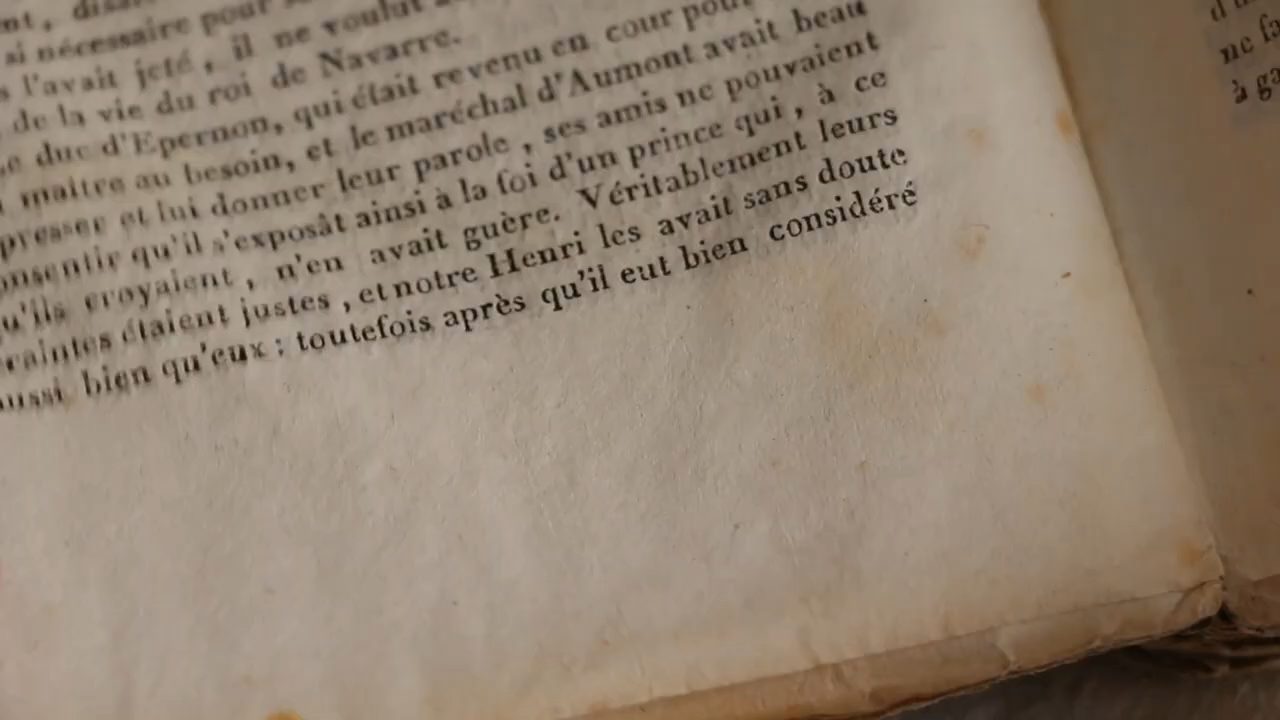 si nécessaire pour
l'avait jeté, il ne voulut
de la vie du roi de Navarre.
duc d'Epernon, qui était revenu en cour pour
maître au besoin, et le maréchal d'Aumont avait beau
presser et lui donner leur parole, ses amis ne pouvaient
onsentir qu'il s'exposât ainsi à la foi d'un prince qui, à ce
u'ils croyaient, n'en avait guère. Véritablement leurs
raintes étaient justes, et notre Henri les avait sans doute
ussi bien qu'eux; toutefois après qu'il eut bien considéré
ne fa
à ga